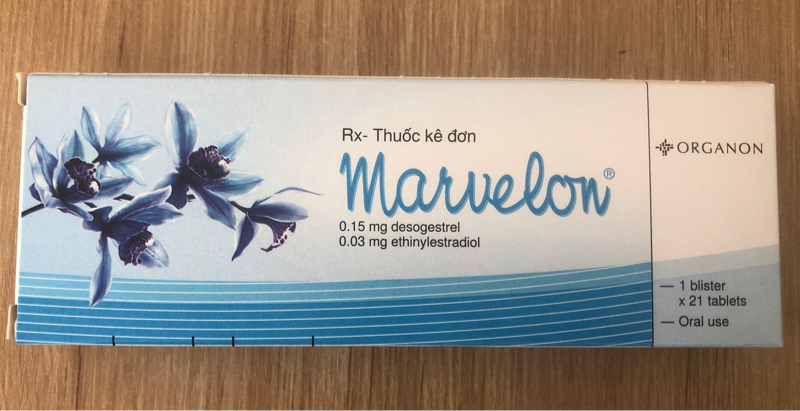 Rx- Thuốc kê đơn
Marvelon®
0.15 mg desogestrel
0.03 mg ethinylestradiol
ORGANON
— 1 blister
x 21 tablets
— Oral use